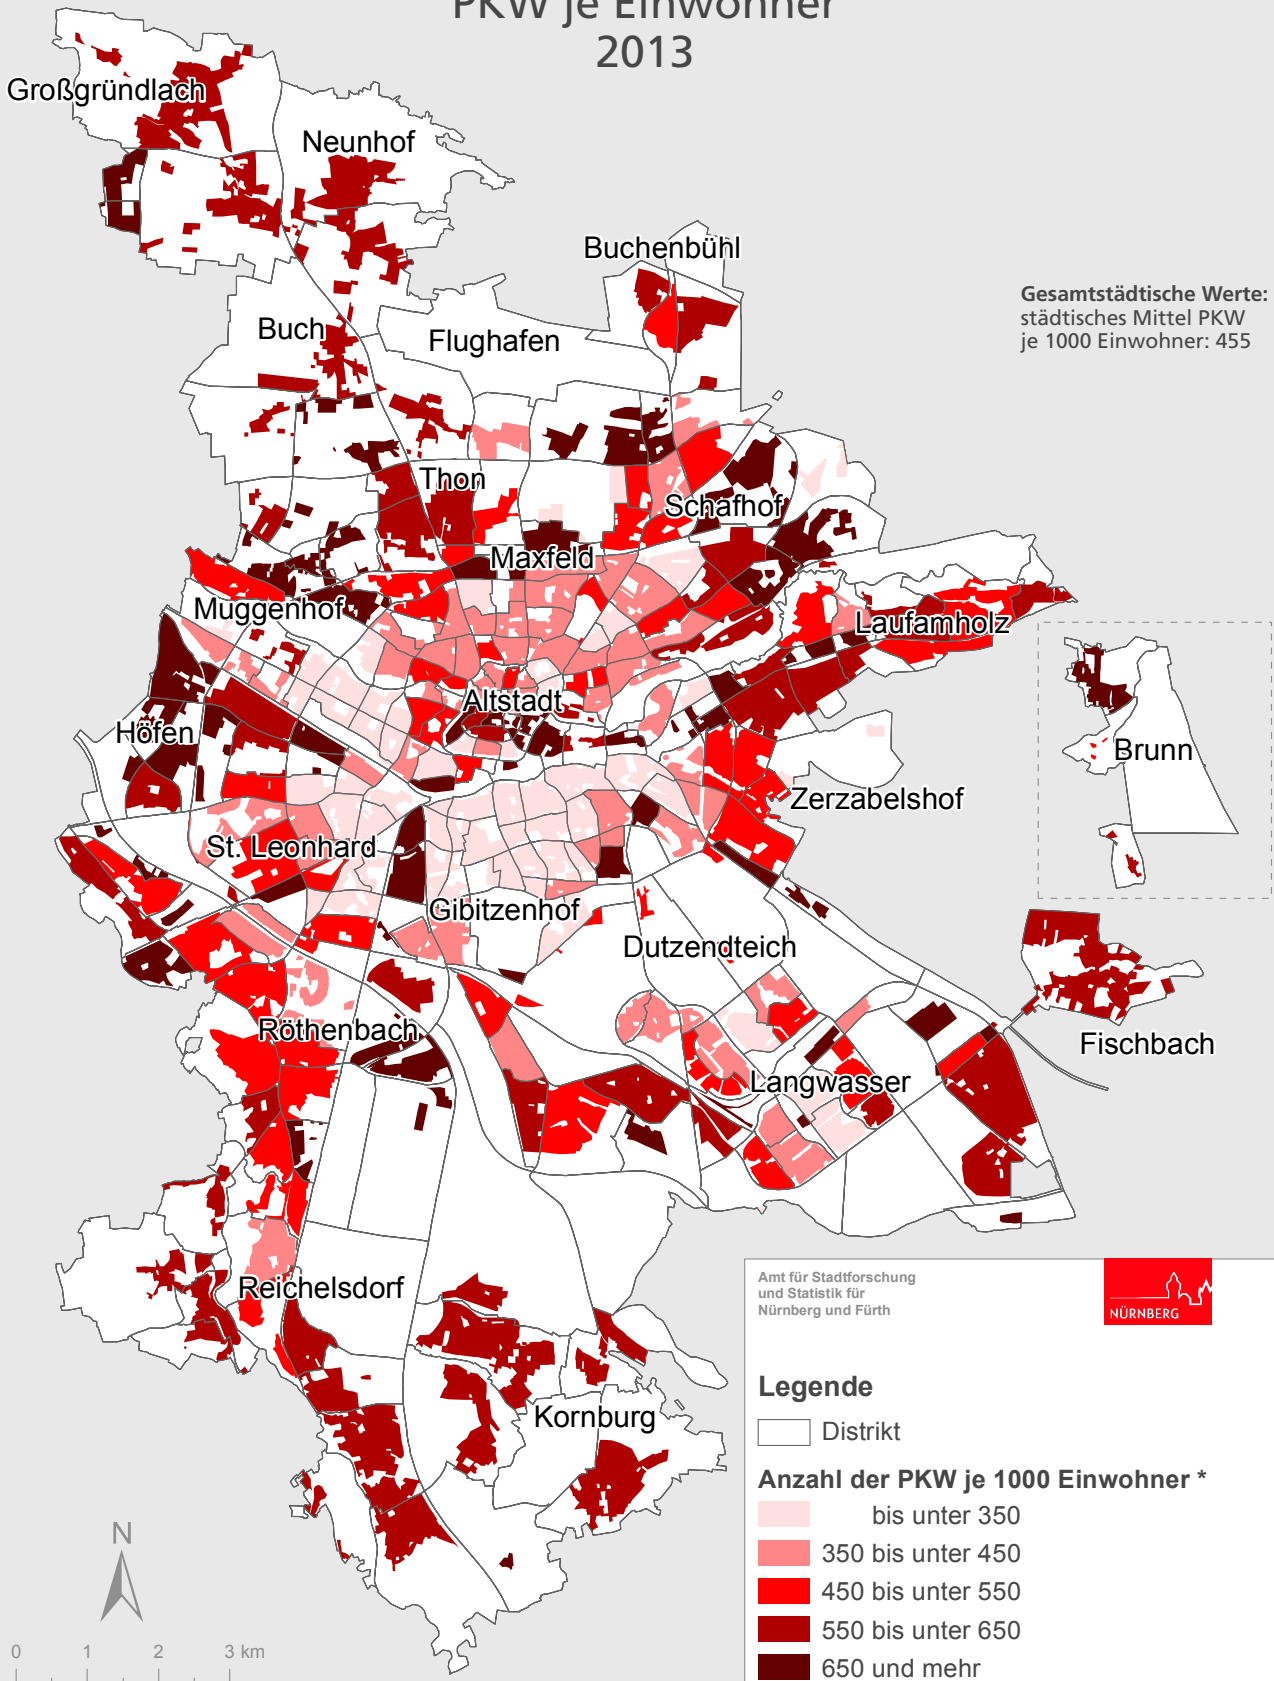 PKW je Einwohner
2013
Großgründlach
Neunhof
Buchenbühl
Gesamtstädtische Werte:
städtisches Mittel PKW
je 1000 Einwohner: 455
Buch
Flughafen
Thon
Schafhof
Maxfeld
Muggenhof
Laufamholz
Altstadt
Höfen
Brunn
Zerzabelshof
St. Leonhard
Gibitzenhof
Dutzendteich
Röthenbach
Fischbach
Langwasser
Reichelsdorf
Kornburg
Amt für Stadtforschung
und Statistik für
Nürnberg und Fürth
NÜRNBERG
Legende
Distrikt
Anzahl der PKW je 1000 Einwohner *
bis unter 350
350 bis unter 450
450 bis unter 550
550 bis unter 650
650 und mehr
N
0 1 2 3 km